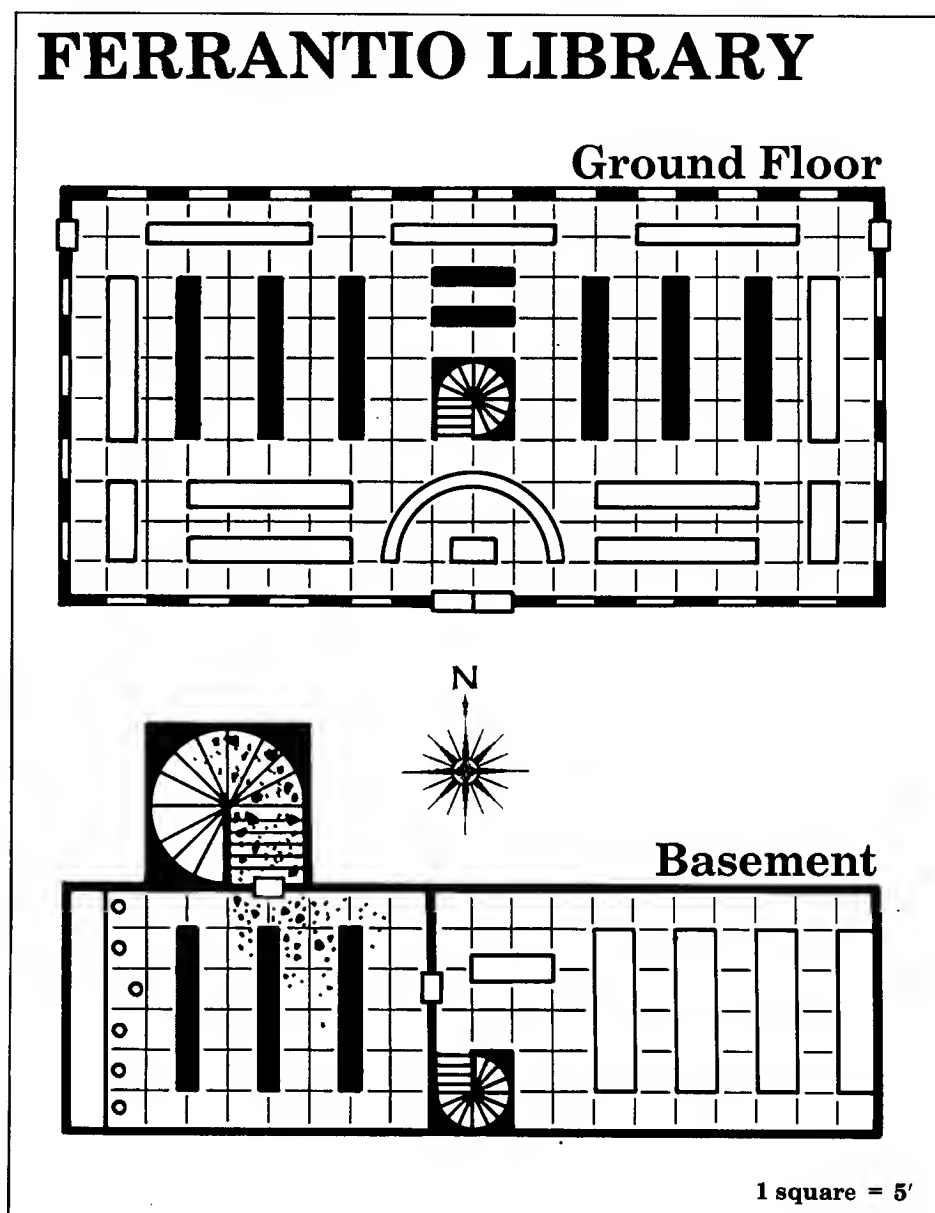 FERRANTIO LIBRARY
Ground Floor
N
Basement
1 square = 5'